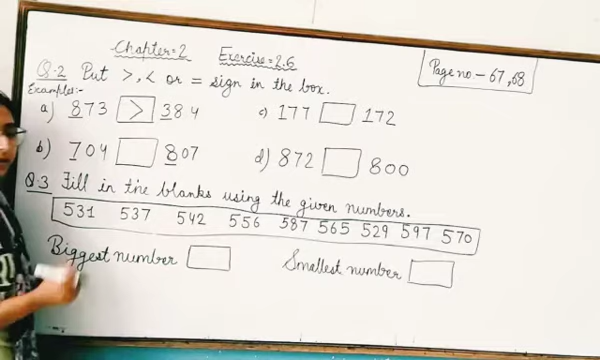 Chapter=2 Exercise=2.6
Page no.-67,68
Q.2 Put >,< or = sign in the box.
Examples:-
a) 873 > 384 c) 177 172
b) 704 807 d) 872 800
Q.3 Fill in the blanks using the given numbers.
531 537 542 556 587 565 529 597 570
Biggest number Smallest number